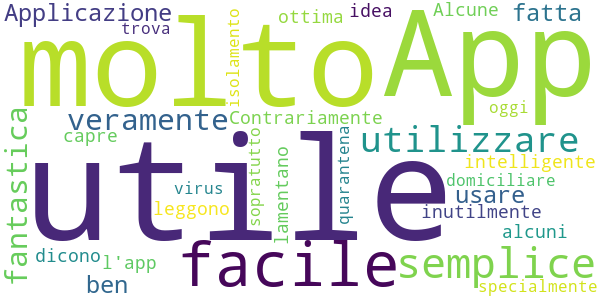 Applicazione
trova
molto
isolamento
ottima
idea
App
Alcune
fatta
oggi
veramente
Contrariamente
capre
fantastica
utile
virus
leggono
sopratutto
lamentano
quarantena
utilizzare
intelligente
domiciliare
usare
inutilmente
alcuni
dicono
l'app
ben
facile
semplice
specialmente